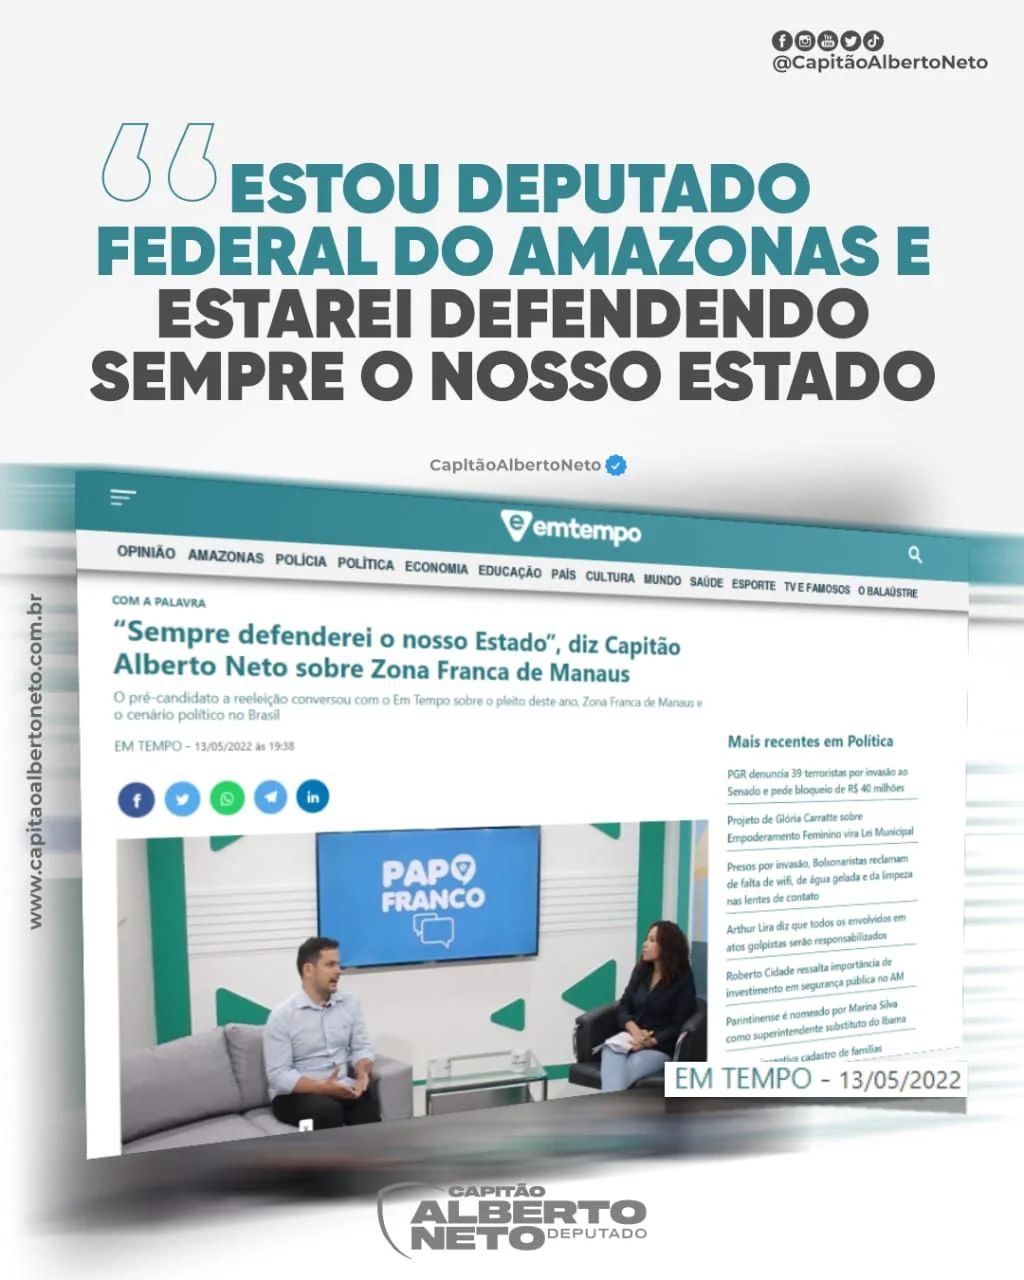 @CapitãoAlbertoNeto
ESTOU DEPUTADO
FEDERAL DO AMAZONAS E
ESTAREI DEFENDENDO
SEMPRE O NOSSO ESTADO
CapitãoAlbertoNeto
emtempo
OPINIÃO AMAZONAS POLÍCIA POLÍTICA ECONOMIA EDUCAÇÃO PAÍS CULTURA MUNDO SAÚDE ESPORTE TV E FAMOSOS O BALAÚSTRE
COM A PALAVRA
“Sempre defenderei o nosso Estado”, diz Capitão
Alberto Neto sobre Zona Franca de Manaus
O pré-candidato a reeleição conversou com o Em Tempo sobre o pleito deste ano, Zona Franca de Manaus e
o cenário político no Brasil
EM TEMPO - 13/05/2022 às 19:38
PAPO
FRANCO
Mais recentes em Política
PGR denuncia 39 terroristas por invasão ao
Senado e pede bloqueio de R$ 40 milhões
Projeto de Glória Carratte sobre
Empoderamento Feminino vira Lei Municipal
Presos por invasão, Bolsonaristas reclamam
de falta de wifi, de água gelada e da limpeza
nas lentes de contato
Arthur Lira diz que todos os envolvidos em
atos golpistas serão responsabilizados
Roberto Cidade ressalta importância de
investimento em segurança pública no AM
Parintinense é nomeado por Marina Silva
como superintendente substituto do Ibama
cadastro de famílias
EM TEMPO - 13/05/2022
www.capitaoalbertoneto.com.br
CAPITÃO
ALBERTO
NETO DEPUTADO